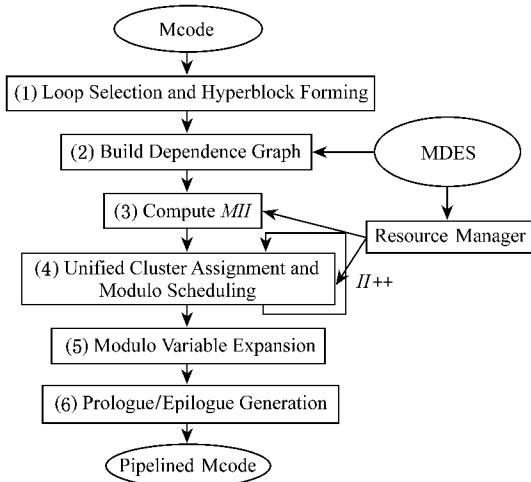 Mcode
(1) Loop Selection and Hyperblock Forming
(2) Build Dependence Graph
MDES
(3) Compute MII
Resource Manager
(4) Unified Cluster Assignment and
Modulo Scheduling
II++
(5) Modulo Variable Expansion
(6) Prologue/Epilogue Generation
Pipelined Mcode